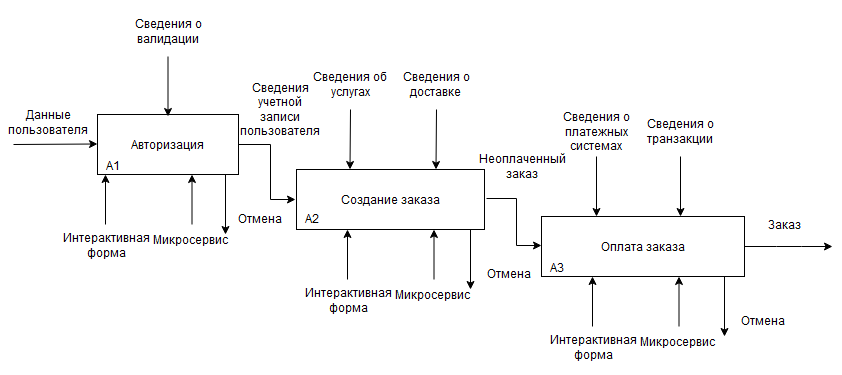 Сведения о
валидации
Данные
пользователя
Авторизация
A1
Интерактивная
форма
Микросервис
Отмена
Сведения
учетной
записи
пользователя
Сведения об
услугах
Сведения о
доставке
Создание заказа
A2
Интерактивная
форма
Микросервис
Отмена
Неоплаченный
заказ
Сведения о
платежных
системах
Сведения о
транзакции
Оплата заказа
A3
Интерактивная
форма
Микросервис
Отмена
Заказ